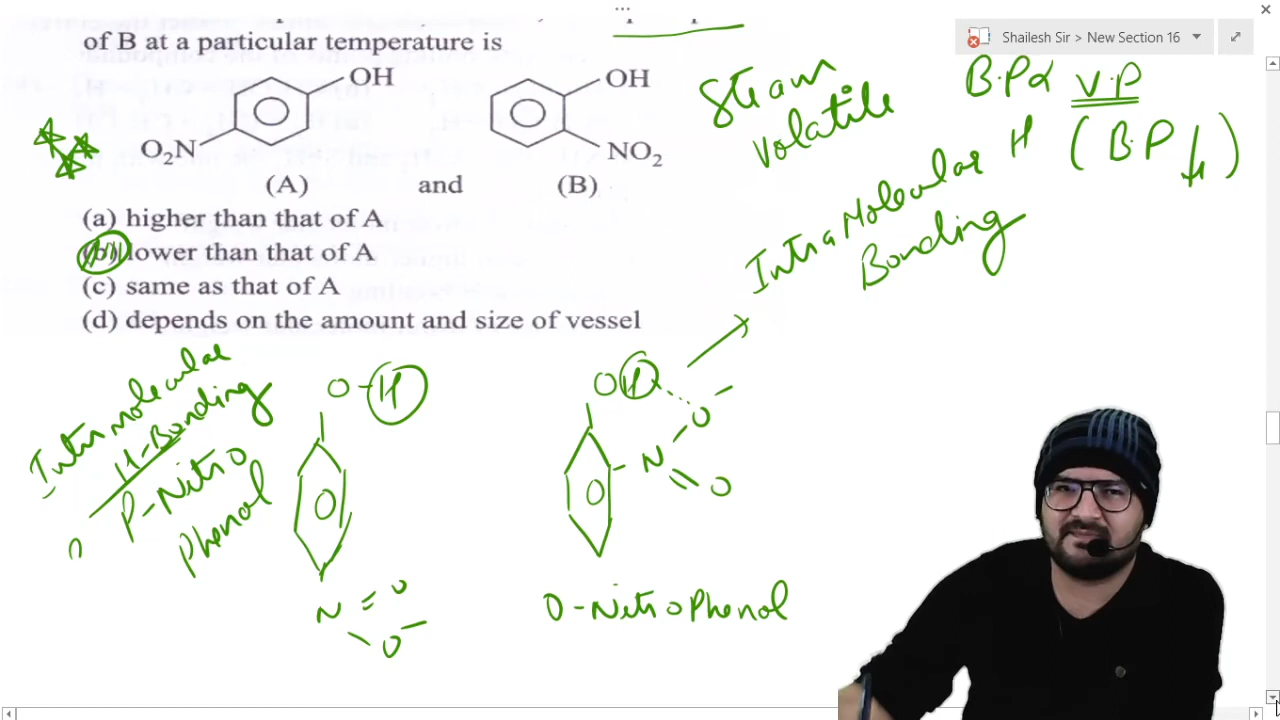 of B at a particular temperature is
OH
O₂N
(A)
and
OH
NO₂
(B)
(a) higher than that of A
(b) lower than that of A
(c) same as that of A
(d) depends on the amount and size of vessel
Shailesh Sir > New Section 16
Steam
Volatile
B.P α V.P
(B.P
IntraMolecular H
Bonding
Intermolecular
H-Bonding
P-Nitro
Phenol
O-H
N=O
O-
OH
O-
N
O
O-NitroPhenol